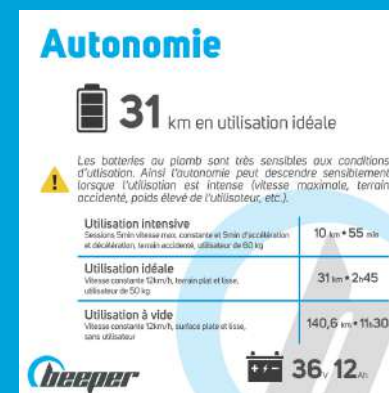 Autonomie
31 km en utilisation idéale
Les batteries au plomb sont très sensibles aux conditions
d'utilisation. Ainsi l'autonomie peut descendre sensiblement
lorsque l'utilisation est intense (vitesse maximale, terrain
accidenté, poids élevé de l'utilisateur, etc.).
Utilisation intensive
Sessions 5min vitesse max. constante et 5min d'accélération
et décélération, terrain accidenté, utilisateur de 60 kg
10 km • 55 min
Utilisation idéale
Vitesse constante 12km/h, terrain plat et lisse,
utilisateur de 50 kg
31 km • 2h45
Utilisation à vide
Vitesse constante 12km/h, surface plate et lisse,
sans utilisateur
140,6 km • 11h30
beeper
36V 12Ah